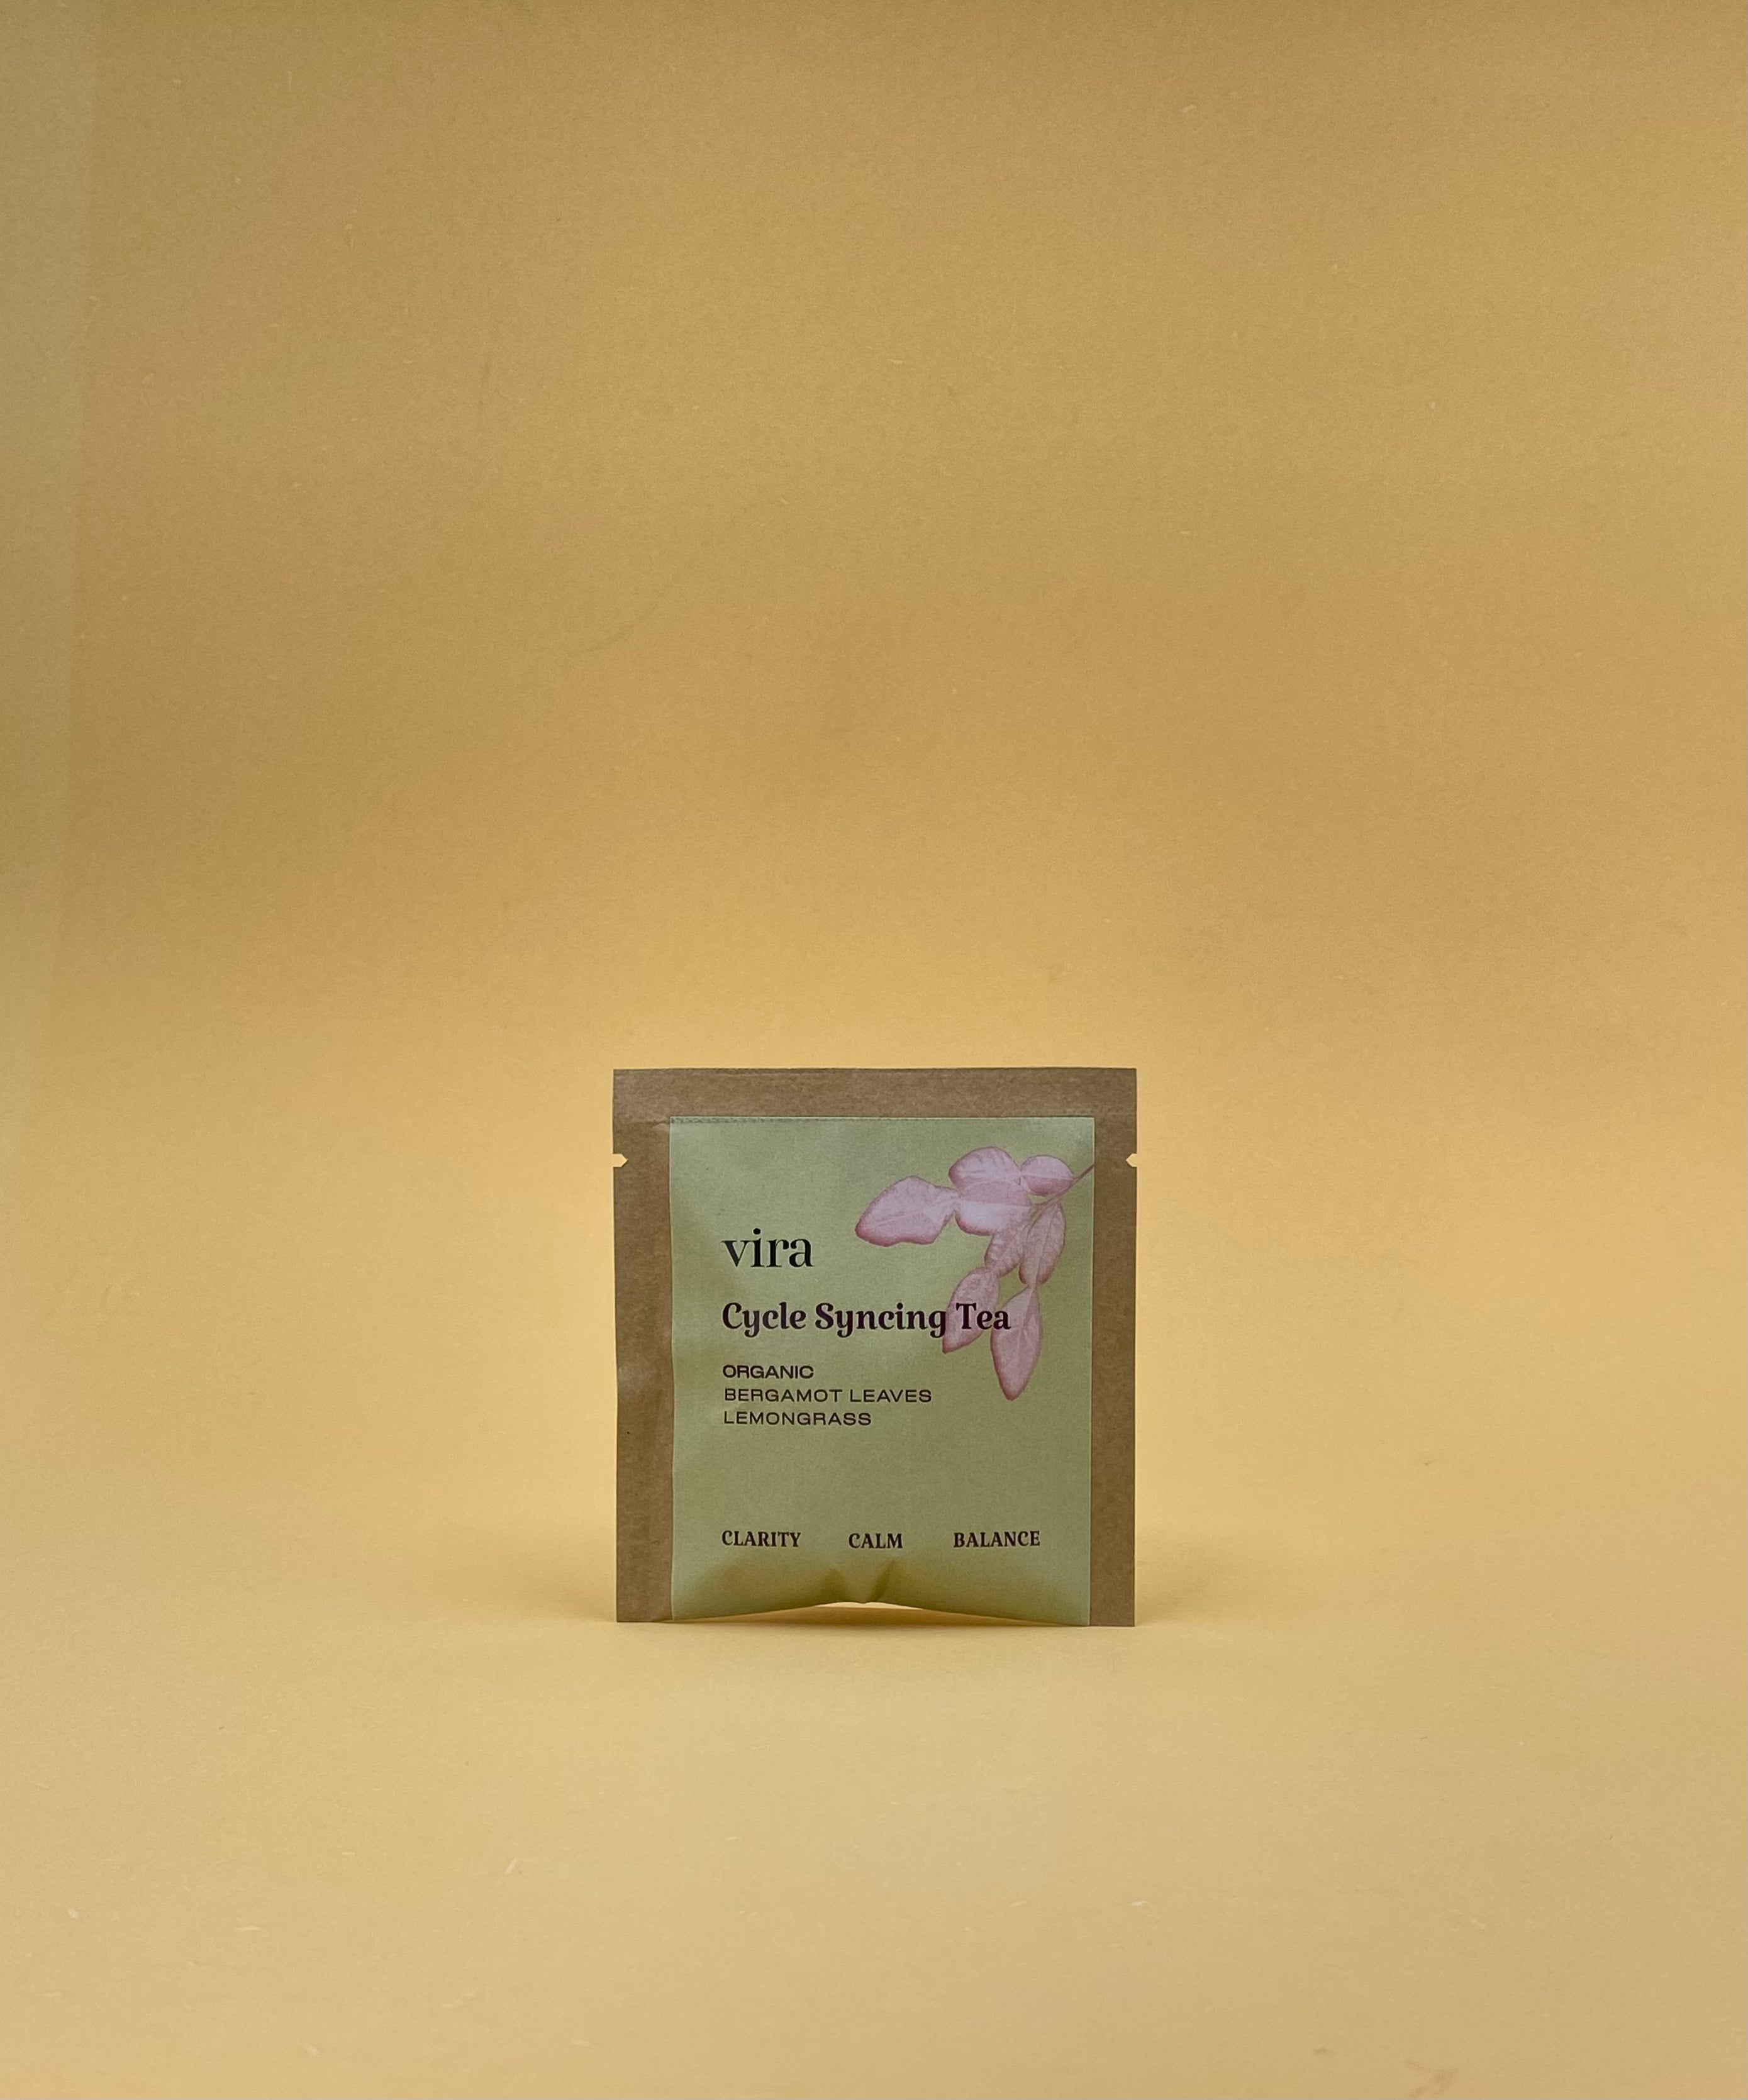 vira
Cycle Syncing Tea
ORGANIC
BERGAMOT LEAVES
LEMONGRASS
CLARITY CALM BALANCE